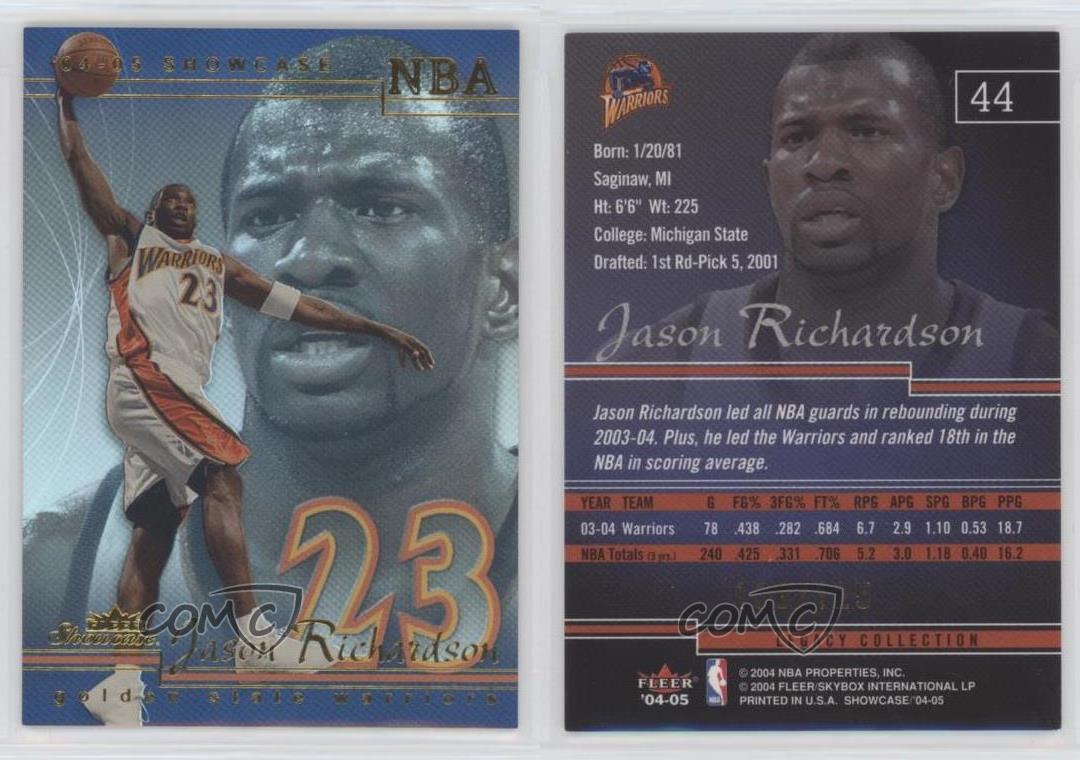 '04-05 SHOWCASE
NBA
WARRIORS
23
23
Showcase
Jason Richardson
golden state warriors
COMC
WARRIORS
44
Born: 1/20/81
Saginaw, MI
Ht: 6'6" Wt: 225
College: Michigan State
Drafted: 1st Rd-Pick 5, 2001
Jason Richardson
Jason Richardson led all NBA guards in rebounding during
2003-04. Plus, he led the Warriors and ranked 18th in the
NBA in scoring average.
YEAR TEAM G FG% 3FG% FT% RPG APG SPG BPG PPG
03-04 Warriors 78 .438 .282 .684 6.7 2.9 1.10 0.53 18.7
NBA Totals (3 yrs.) 240 .425 .331 .706 5.2 3.0 1.18 0.40 16.2
COMC
LEGACY COLLECTION
FLEER
'04-05
NBA
© 2004 NBA PROPERTIES, INC.
© 2004 FLEER/SKYBOX INTERNATIONAL LP
PRINTED IN U.S.A. SHOWCASE/'04-05